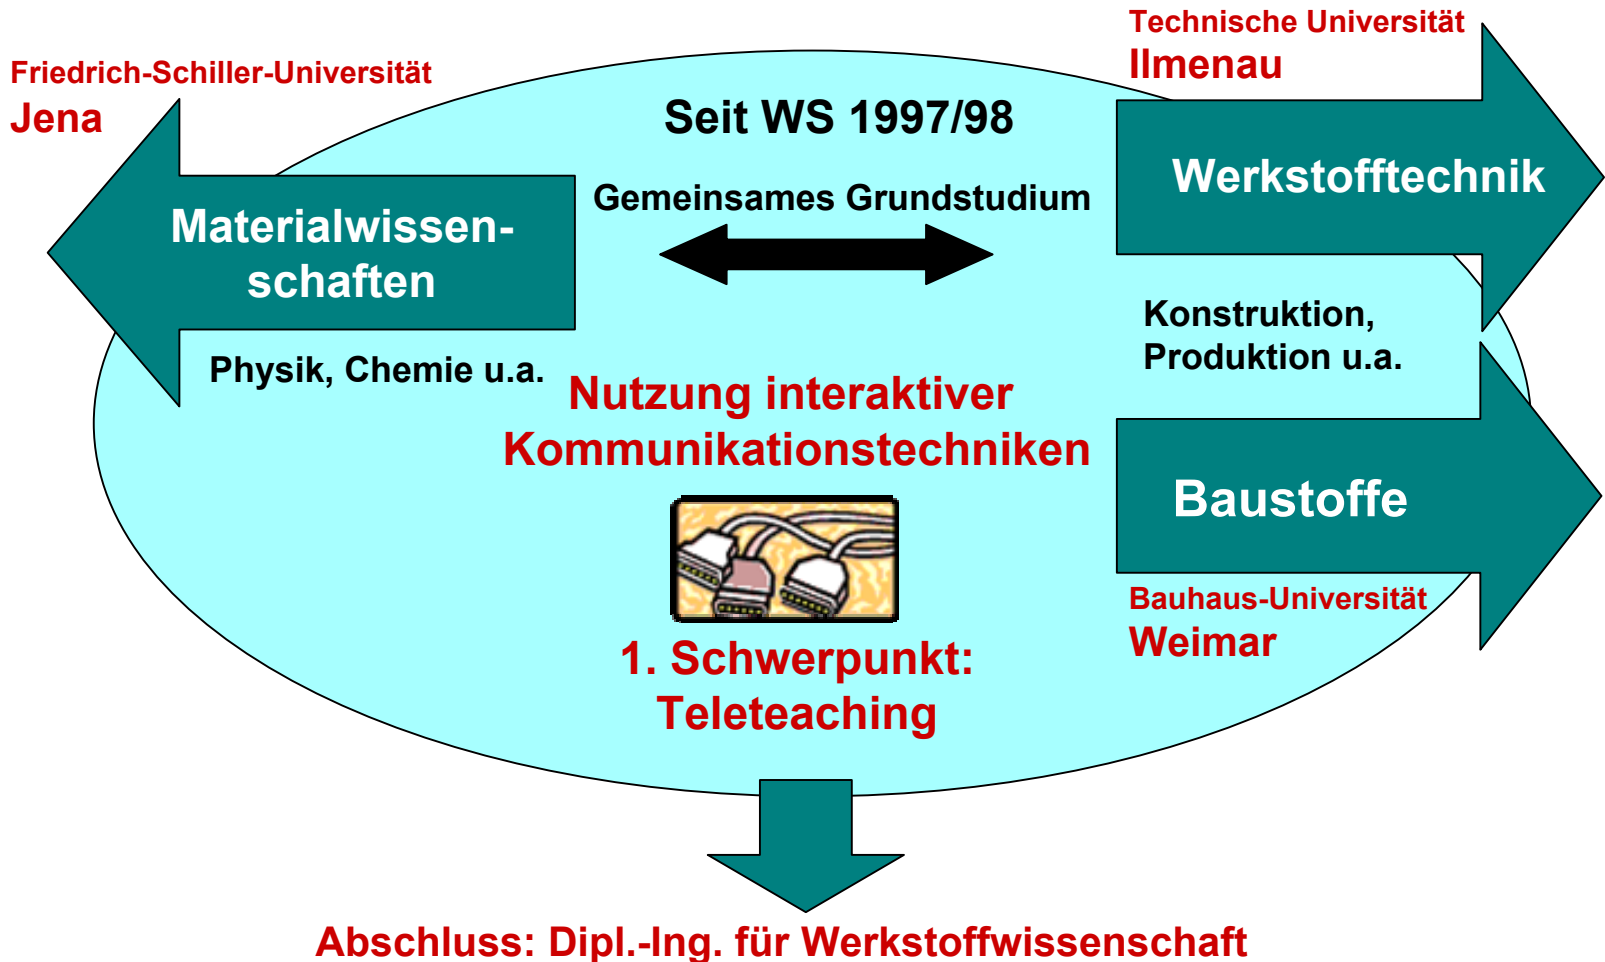 Friedrich-Schiller-Universität
Jena
Technische Universität
Ilmenau
Seit WS 1997/98
Gemeinsames Grundstudium
Materialwissen-
schaften
Physik, Chemie u.a.
Werkstofftechnik
Konstruktion,
Produktion u.a.
Nutzung interaktiver
Kommunikationstechniken
Baustoffe
Bauhaus-Universität
Weimar
1. Schwerpunkt:
Teleteaching
Abschluss: Dipl.-Ing. für Werkstoffwissenschaft